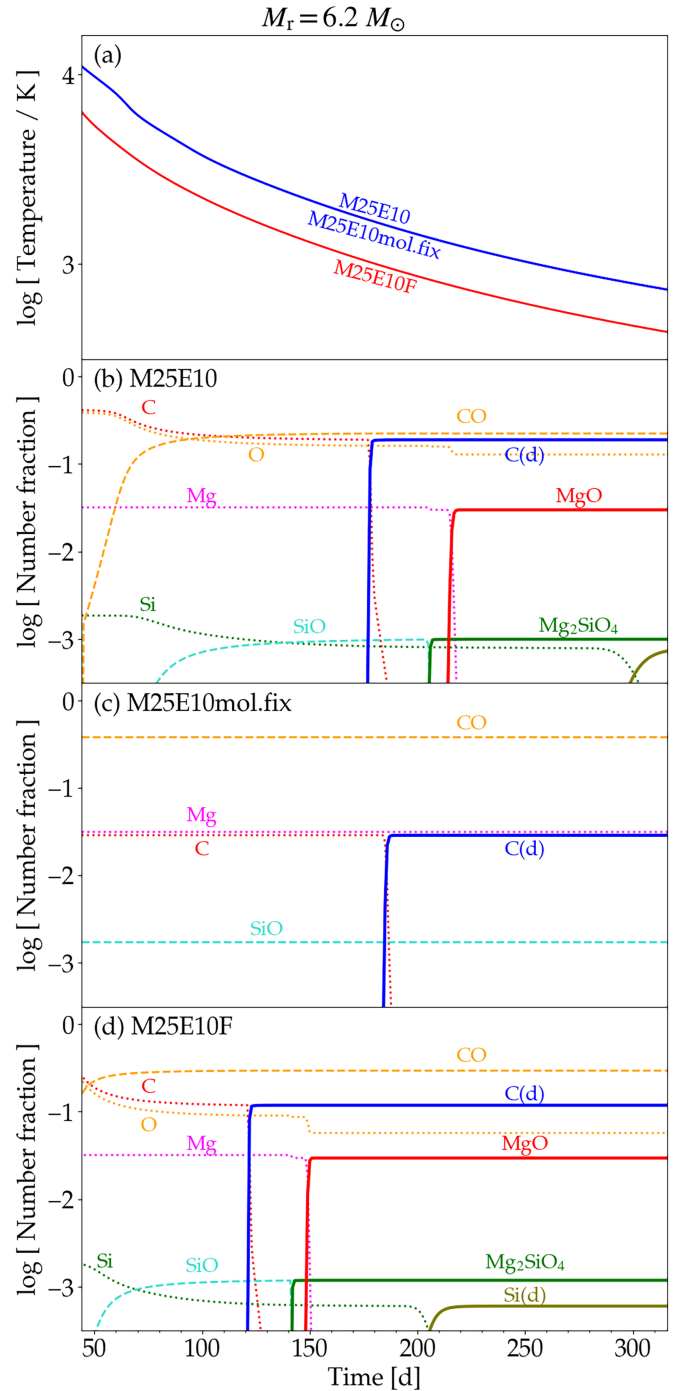 M_r = 6.2 M_⊙
(a)
log [ Temperature / K ]
4
3
M25E10
M25E10mol.fix
M25E10F
(b) M25E10
log [ Number fraction ]
0
−1
−2
−3
C
CO
O
C(d)
Mg
MgO
Si
SiO
Mg₂SiO₄
(c) M25E10mol.fix
log [ Number fraction ]
0
−1
−2
−3
CO
Mg
C
C(d)
SiO
(d) M25E10F
log [ Number fraction ]
0
−1
−2
−3
CO
C
C(d)
O
Mg
MgO
Si
SiO
Mg₂SiO₄
Si(d)
50 100 150 200 250 300
Time [d]